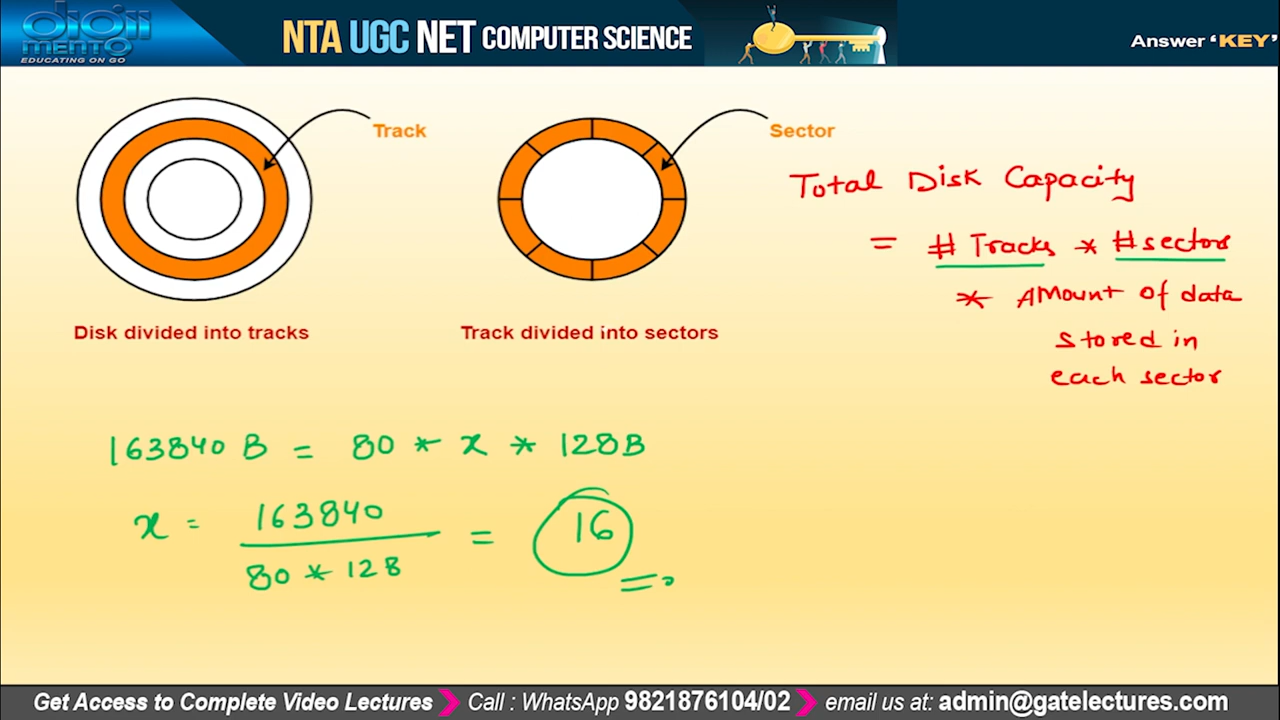 digii
MENTO
EDUCATING ON GO
NTA UGC NET COMPUTER SCIENCE
Answer ‘KEY’
Track
Sector
Disk divided into tracks
Track divided into sectors
Total Disk Capacity
= # Tracks * # sectors
* Amount of data
stored in
each sector
163840 B = 80 * x * 128B
x = 163840
80 * 128
= 16
Get Access to Complete Video Lectures
Call : WhatsApp 9821876104/02
email us at: admin@gatelectures.com